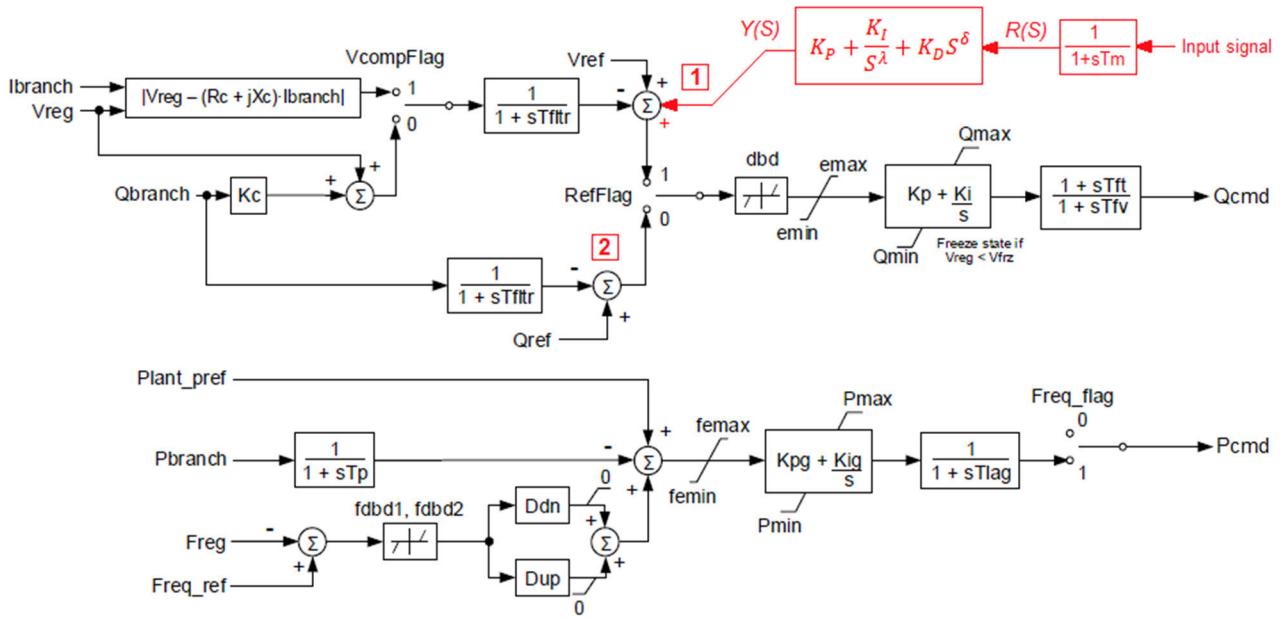 Y(S)
K_P + K_I/S^λ + K_D S^δ
R(S)
1/(1+sTm)
Input signal
VcompFlag
Vref
+
1
Ibranch
Vreg
|Vreg – (Rc + jXc)·Ibranch|
1
0
1/(1 + sTfltr)
-
Σ
+
+
+
Σ
Qbranch
Kc
RefFlag
1
0
dbd
emax
emin
Qmax
Kp + Ki/s
Qmin
Freeze state if
Vreg < Vfrz
1 + sTft/1 + sTfv
Qcmd
2
1/(1 + sTfltr)
-
Σ
+
Qref
Plant_pref
+
Pbranch
1/(1 + sTp)
-
Σ
+
femax
femin
Pmax
Kpg + Kig/s
Pmin
1/(1 + sTlag)
Freq_flag
0
1
Pcmd
fdbd1, fdbd2
Freg
-
Σ
+
Freq_ref
Ddn
0
+
Σ
+
Dup
0